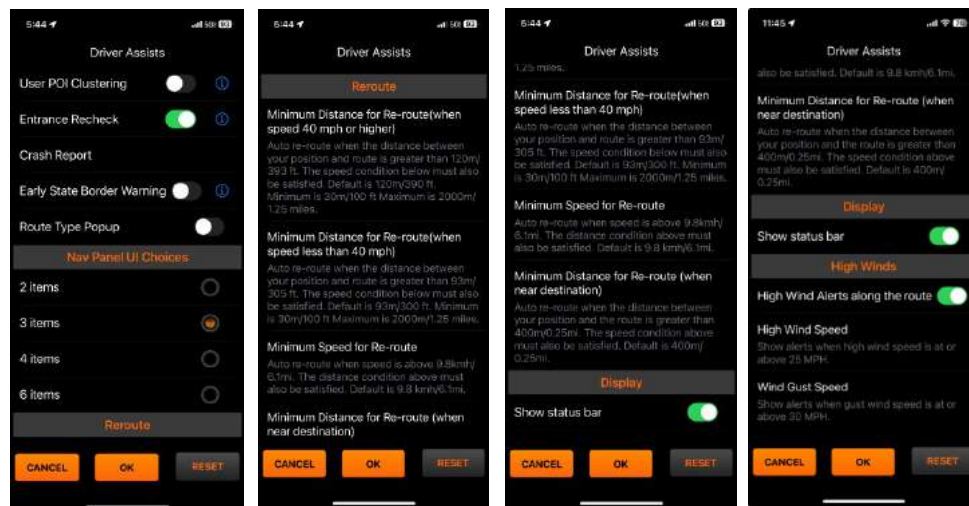 5:44
5G
93
Driver Assists
User POI Clustering
Entrance Recheck
Crash Report
Early State Border Warning
Route Type Popup
Nav Panel UI Choices
2 items
3 items
4 items
6 items
Reroute
CANCEL
OK
RESET
5:44
Driver Assists
Reroute
Minimum Distance for Re-route(when
speed 40 mph or higher)
Auto re-route when the distance between
your position and route is greater than 120m/
393 ft. The speed condition below must also
be satisfied. Default is 120m/390 ft.
Minimum is 30m/100 ft Maximum is 2000m/
1.25 miles.
Minimum Distance for Re-route(when
speed less than 40 mph)
Auto re-route when the distance between
your position and route is greater than 93m/
305 ft. The speed condition below must also
be satisfied. Default is 93m/300 ft. Minimum
is 30m/100 ft Maximum is 2000m/1.25 miles.
Minimum Speed for Re-route
Auto re-route when speed is above 9.8kmh/
6.1mi. The distance condition above must
also be satisfied. Default is 9.8 kmh/6.1mi.
Minimum Distance for Re-route (when
near destination)
CANCEL
OK
RESET
5:44
Driver Assists
1.25 miles.
Minimum Distance for Re-route(when
speed less than 40 mph)
Auto re-route when the distance between
your position and route is greater than 93m/
305 ft. The speed condition below must also
be satisfied. Default is 93m/300 ft. Minimum
is 30m/100 ft Maximum is 2000m/1.25 miles.
Minimum Speed for Re-route
Auto re-route when speed is above 9.8kmh/
6.1mi. The distance condition above must
also be satisfied. Default is 9.8 kmh/6.1mi.
Minimum Distance for Re-route (when
near destination)
Auto re-route when the distance between
your position and the route is greater than
400m/0.25mi. The speed condition above
must also be satisfied. Default is 400m/
0.25mi.
Display
Show status bar
CANCEL
OK
RESET
11:45
Driver Assists
also be satisfied. Default is 9.8 kmh/6.1mi.
Minimum Distance for Re-route (when
near destination)
Auto re-route when the distance between
your position and the route is greater than
400m/0.25mi. The speed condition above
must also be satisfied. Default is 400m/
0.25mi.
Display
Show status bar
High Winds
High Wind Alerts along the route
High Wind Speed
Show alerts when high wind speed is at or
above 25 MPH.
Wind Gust Speed
Show alerts when gust wind speed is at or
above 30 MPH.
CANCEL
OK
RESET